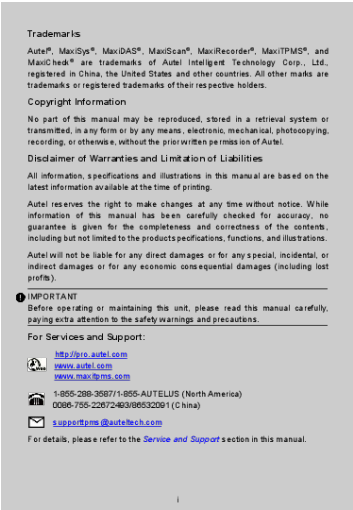 Trademarks
Autel®, MaxiSys®, MaxiDAS®, MaxiScan®, MaxiRecorder®, MaxiTPMS®, and
MaxiCheck® are trademarks of Autel Intelligent Technology Corp., Ltd.,
registered in China, the United States and other countries. All other marks are
trademarks or registered trademarks of their respective holders.
Copyright Information
No part of this manual may be reproduced, stored in a retrieval system or
transmitted, in any form or by any means, electronic, mechanical, photocopying,
recording, or otherwise, without the prior written permission of Autel.
Disclaimer of Warranties and Limitation of Liabilities
All information, specifications and illustrations in this manual are based on the
latest information available at the time of printing.
Autel reserves the right to make changes at any time without notice. While
information of this manual has been carefully checked for accuracy, no
guarantee is given for the completeness and correctness of the contents,
including but not limited to the product specifications, functions, and illustrations.
Autel will not be liable for any direct damages or for any special, incidental, or
indirect damages or for any economic consequential damages (including lost
profits).
IMPORTANT
Before operating or maintaining this unit, please read this manual carefully,
paying extra attention to the safety warnings and precautions.
For Services and Support:
http://pro.autel.com
www.autel.com
www.maxitpms.com
1-855-288-3587/1-855-AUTELUS (North America)
0086-755-22672493/86532091 (China)
supporttpms@auteltech.com
For details, please refer to the Service and Support section in this manual.
i